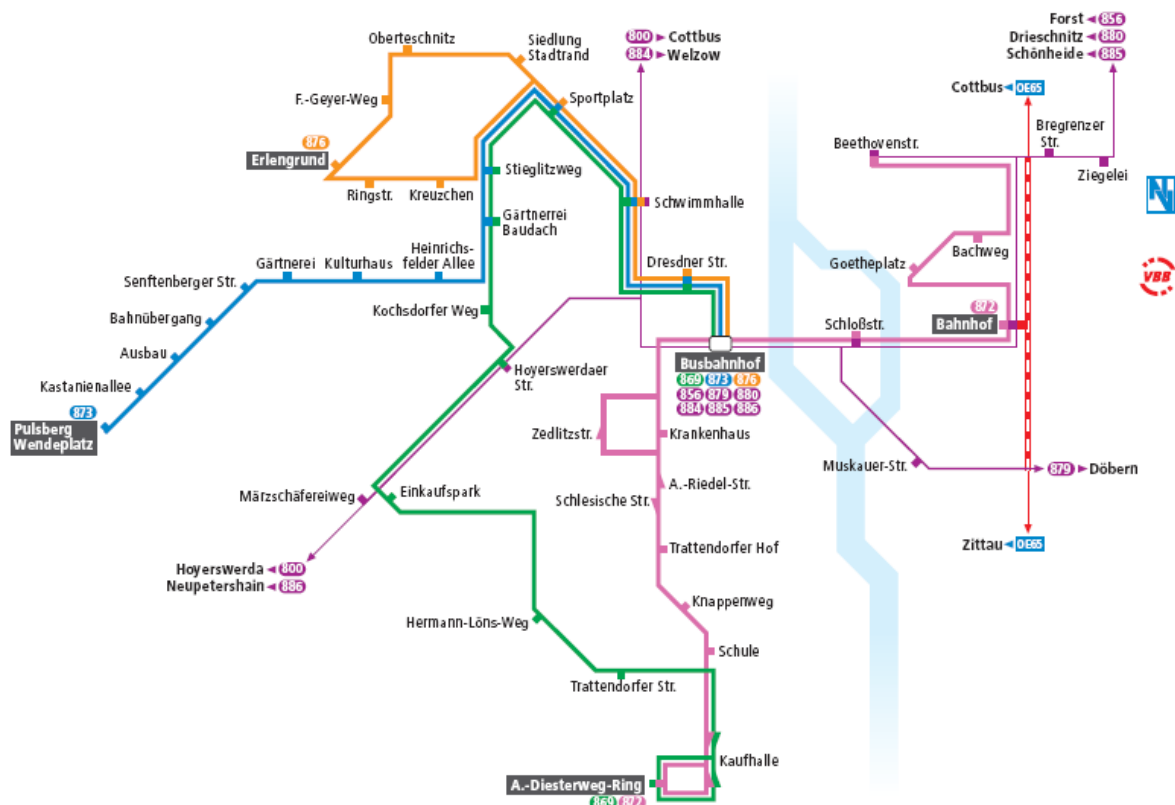 Oberteschnitz
Siedlung
Stadtrand
800 Cottbus
884 Welzow
Forst 856
Drieschnitz 880
Schönheide 885
F.-Geyer-Weg
Sportplatz
Cottbus OE65
876
Erlengrund
Beethovenstr.
Bregrenzer
Str.
Ziegelei
Ringstr.
Kreuzchen
Stieglitzweg
Schwimmhalle
Gärtnerrei
Baudach
Gärtnerei
Kulturhaus
Heinrichs-
felder Allee
Dresdner Str.
Goetheplatz
Bachweg
VBB
Senftenberger Str.
Bahnübergang
Ausbau
Kastanienallee
873
Pulsberg
Wendeplatz
Kochsdorfer Weg
Hoyerswerdaer
Str.
Schloßstr.
872
Bahnhof
Busbahnhof
869 873 876
856 879 880
884 885 886
Zedlitzstr.
Krankenhaus
Muskauer-Str.
879 Döbern
Märzschäfereiweg
Einkaufspark
A.-Riedel-Str.
Schlesische Str.
Trattendorfer Hof
Zittau OE65
Hoyerswerda 800
Neupetershain 886
Knappenweg
Hermann-Löns-Weg
Schule
Trattendorfer Str.
Kaufhalle
A.-Diesterweg-Ring
869 872